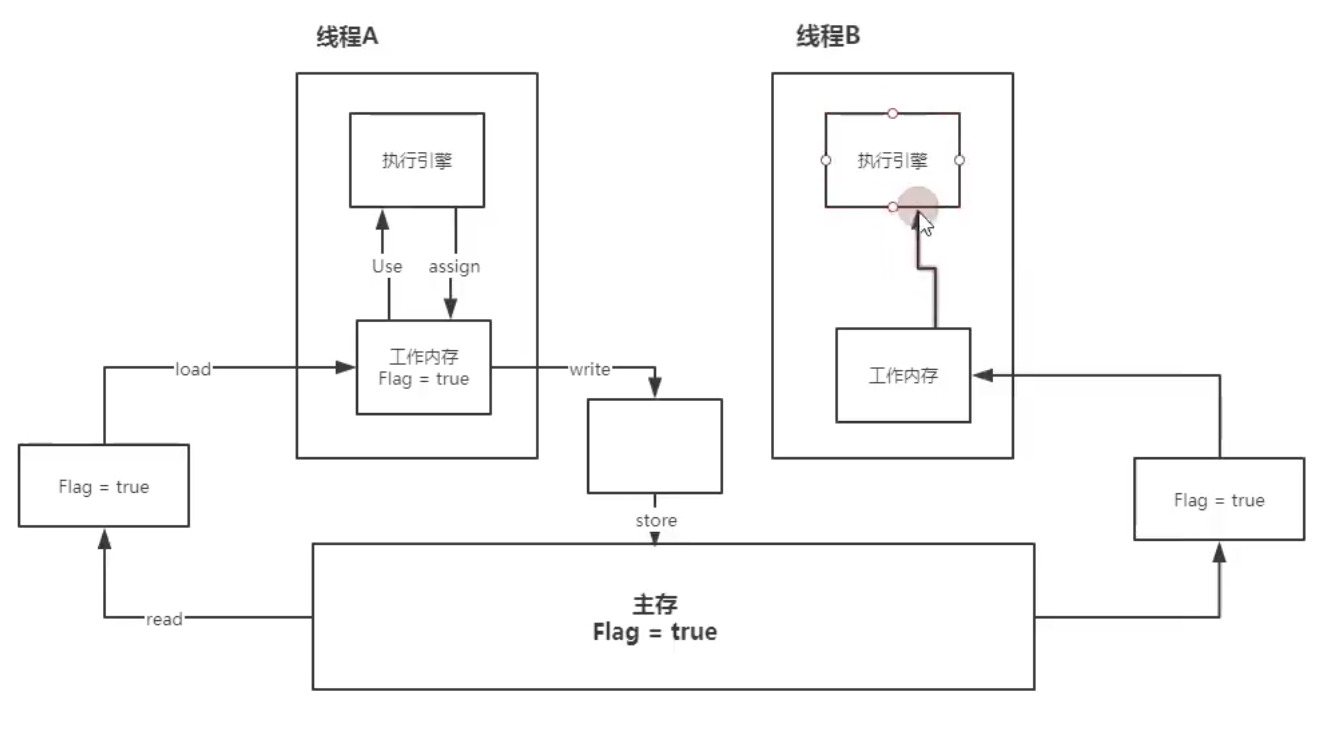 线程A
线程B
执行引擎
执行引擎
Use
assign
工作内存
Flag = true
load
write
工作内存
Flag = true
Flag = true
store
主存
Flag = true
read